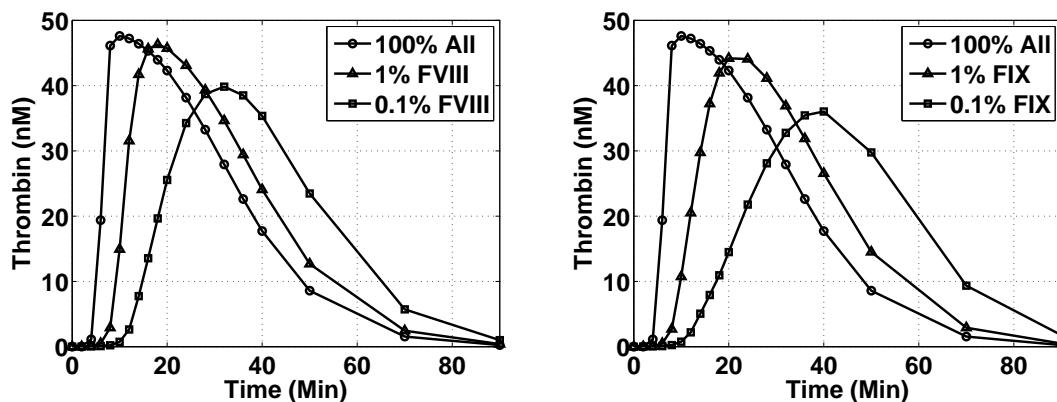 50
40
30
20
10
0
Thrombin (nM)
0 20 40 60 80
Time (Min)
100% All
1% FVIII
0.1% FVIII
50
40
30
20
10
0
Thrombin (nM)
0 20 40 60 80
Time (Min)
100% All
1% FIX
0.1% FIX